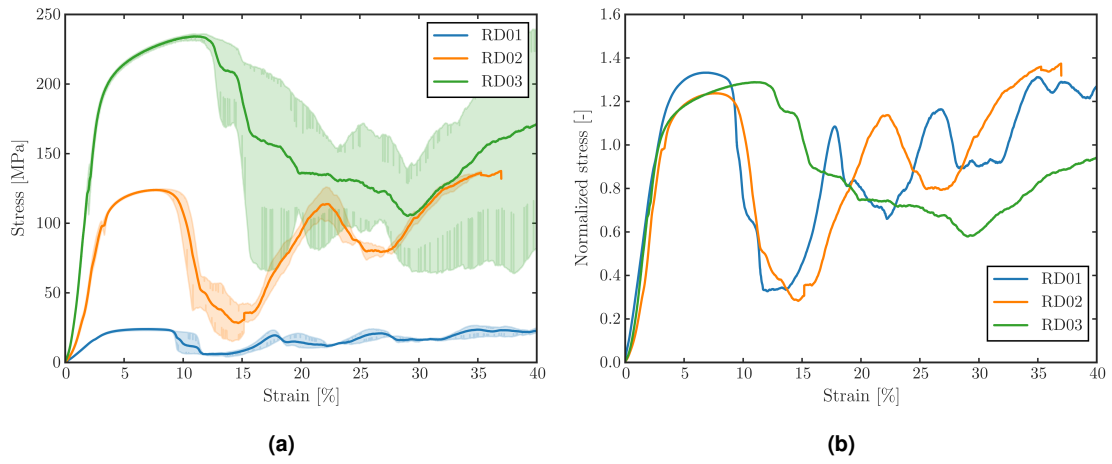 250
200
150
100
50
0
Stress [MPa]
0 5 10 15 20 25 30 35 40
Strain [%]
RD01
RD02
RD03
(a)
1.6
1.4
1.2
1.0
0.8
0.6
0.4
0.2
0.0
Normalized stress [-]
0 5 10 15 20 25 30 35 40
Strain [%]
RD01
RD02
RD03
(b)